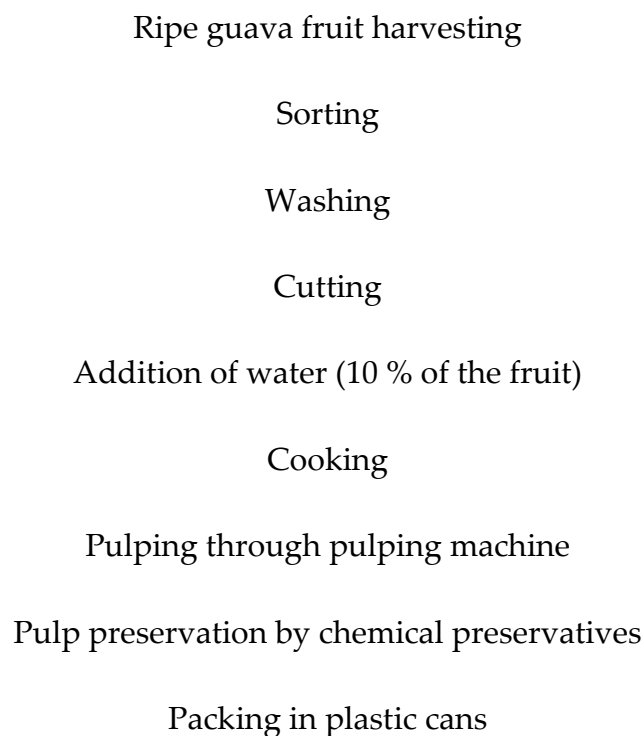 Ripe guava fruit harvesting
Sorting
Washing
Cutting
Addition of water (10 % of the fruit)
Cooking
Pulping through pulping machine
Pulp preservation by chemical preservatives
Packing in plastic cans